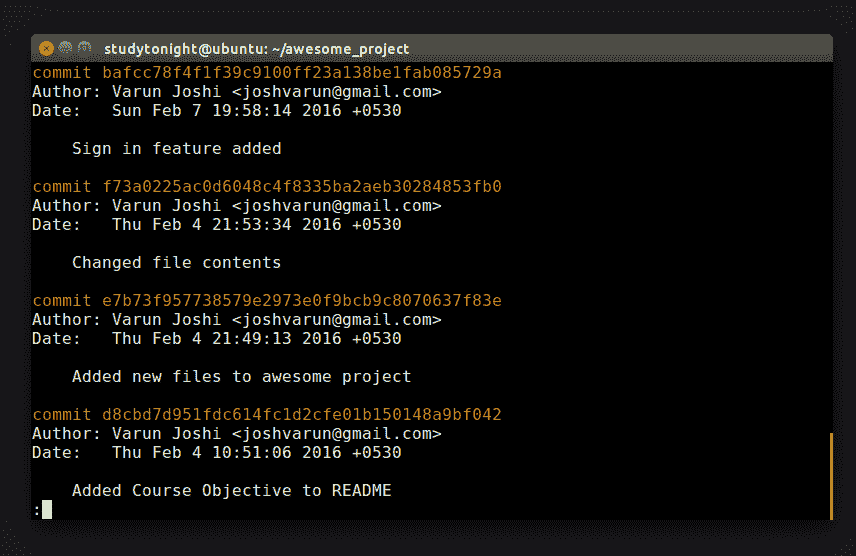 studytonight@ubuntu: ~/awesome_project
commit bafcc78f4f1f39c9100ff23a138be1fab085729a
Author: Varun Joshi <joshvarun@gmail.com>
Date:   Sun Feb 7 19:58:14 2016 +0530
Sign in feature added
commit f73a0225ac0d6048c4f8335ba2aeb30284853fb0
Author: Varun Joshi <joshvarun@gmail.com>
Date:   Thu Feb 4 21:53:34 2016 +0530
Changed file contents
commit e7b73f957738579e2973e0f9bcb9c8070637f83e
Author: Varun Joshi <joshvarun@gmail.com>
Date:   Thu Feb 4 21:49:13 2016 +0530
Added new files to awesome project
commit d8cbd7d951fdc614fc1d2cfe01b150148a9bf042
Author: Varun Joshi <joshvarun@gmail.com>
Date:   Thu Feb 4 10:51:06 2016 +0530
Added Course Objective to README
: